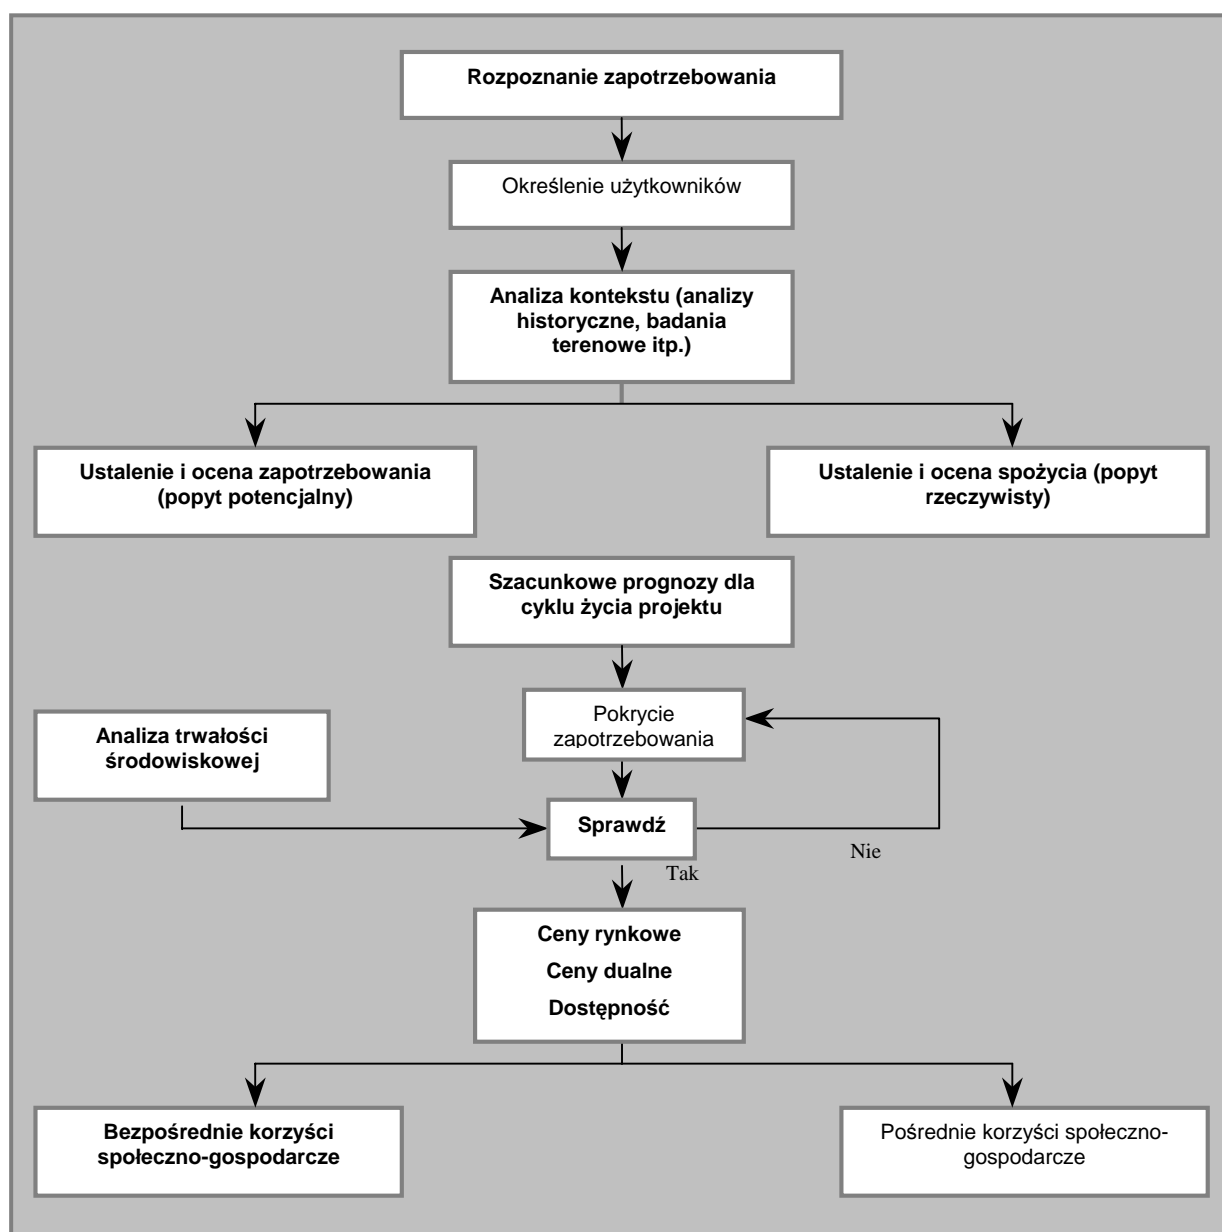 Rozpoznanie zapotrzebowania
Określenie użytkowników
Analiza kontekstu (analizy
historyczne, badania
terenowe itp.)
Ustalenie i ocena zapotrzebowania
(popyt potencjalny)
Ustalenie i ocena spożycia (popyt
rzeczywisty)
Szacunkowe prognozy dla
cyklu życia projektu
Pokrycie
zapotrzebowania
Analiza trwałości
środowiskowej
Sprawdź
Nie
Tak
Ceny rynkowe
Ceny dualne
Dostępność
Bezpośrednie korzyści
społeczno-gospodarcze
Pośrednie korzyści społeczno-
gospodarcze